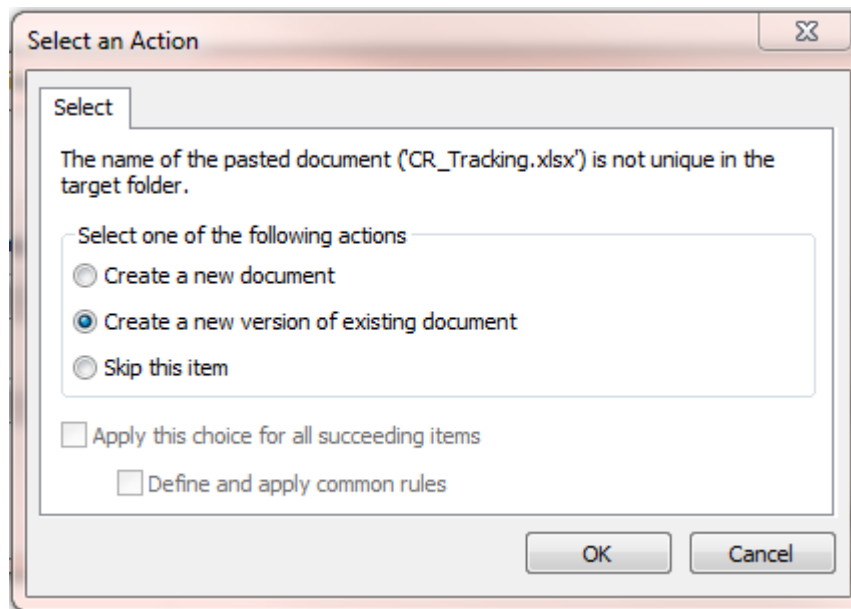 Select an Action
Select
The name of the pasted document ('CR_Tracking.xlsx') is not unique in the
target folder.
Select one of the following actions
Create a new document
Create a new version of existing document
Skip this item
Apply this choice for all succeeding items
Define and apply common rules
OK Cancel